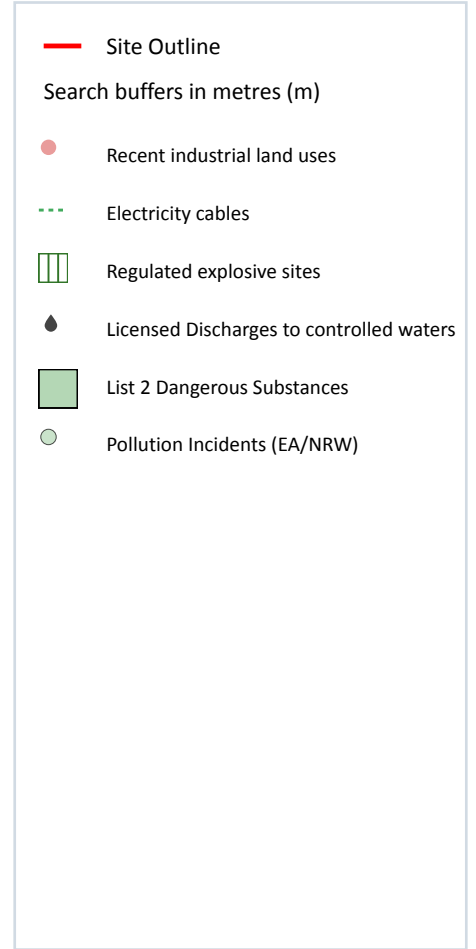 Site Outline
Search buffers in metres (m)
Recent industrial land uses
Electricity cables
Regulated explosive sites
Licensed Discharges to controlled waters
List 2 Dangerous Substances
Pollution Incidents (EA/NRW)